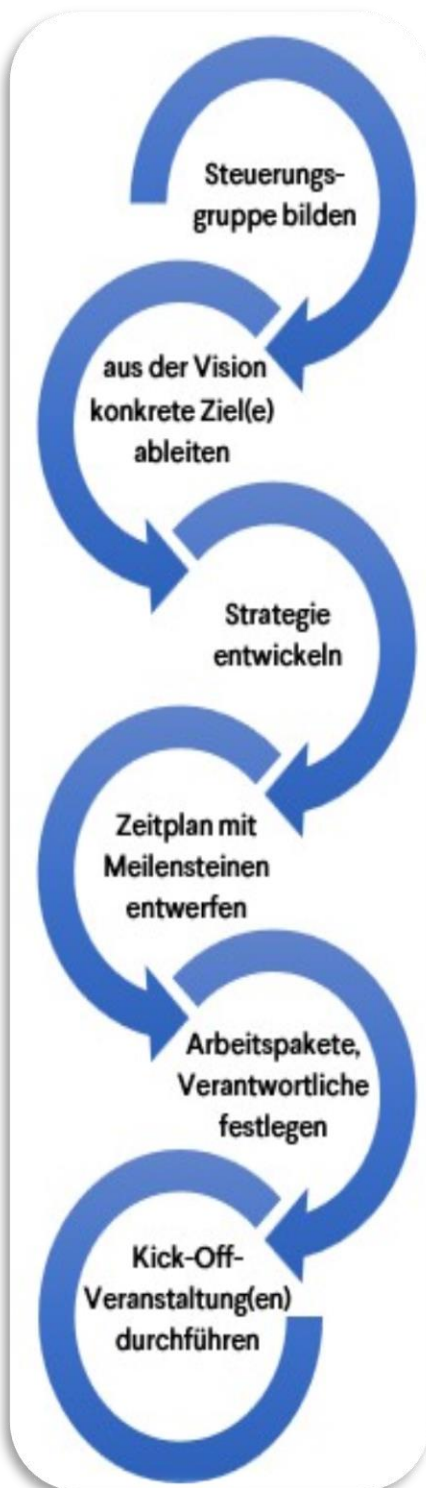 Steuerungs-
gruppe bilden
aus der Vision
konkrete Ziel(e)
ableiten
Strategie
entwickeln
Zeitplan mit
Meilensteinen
entwerfen
Arbeitspakete,
Verantwortliche
festlegen
Kick-Off-
Veranstaltung(en)
durchführen